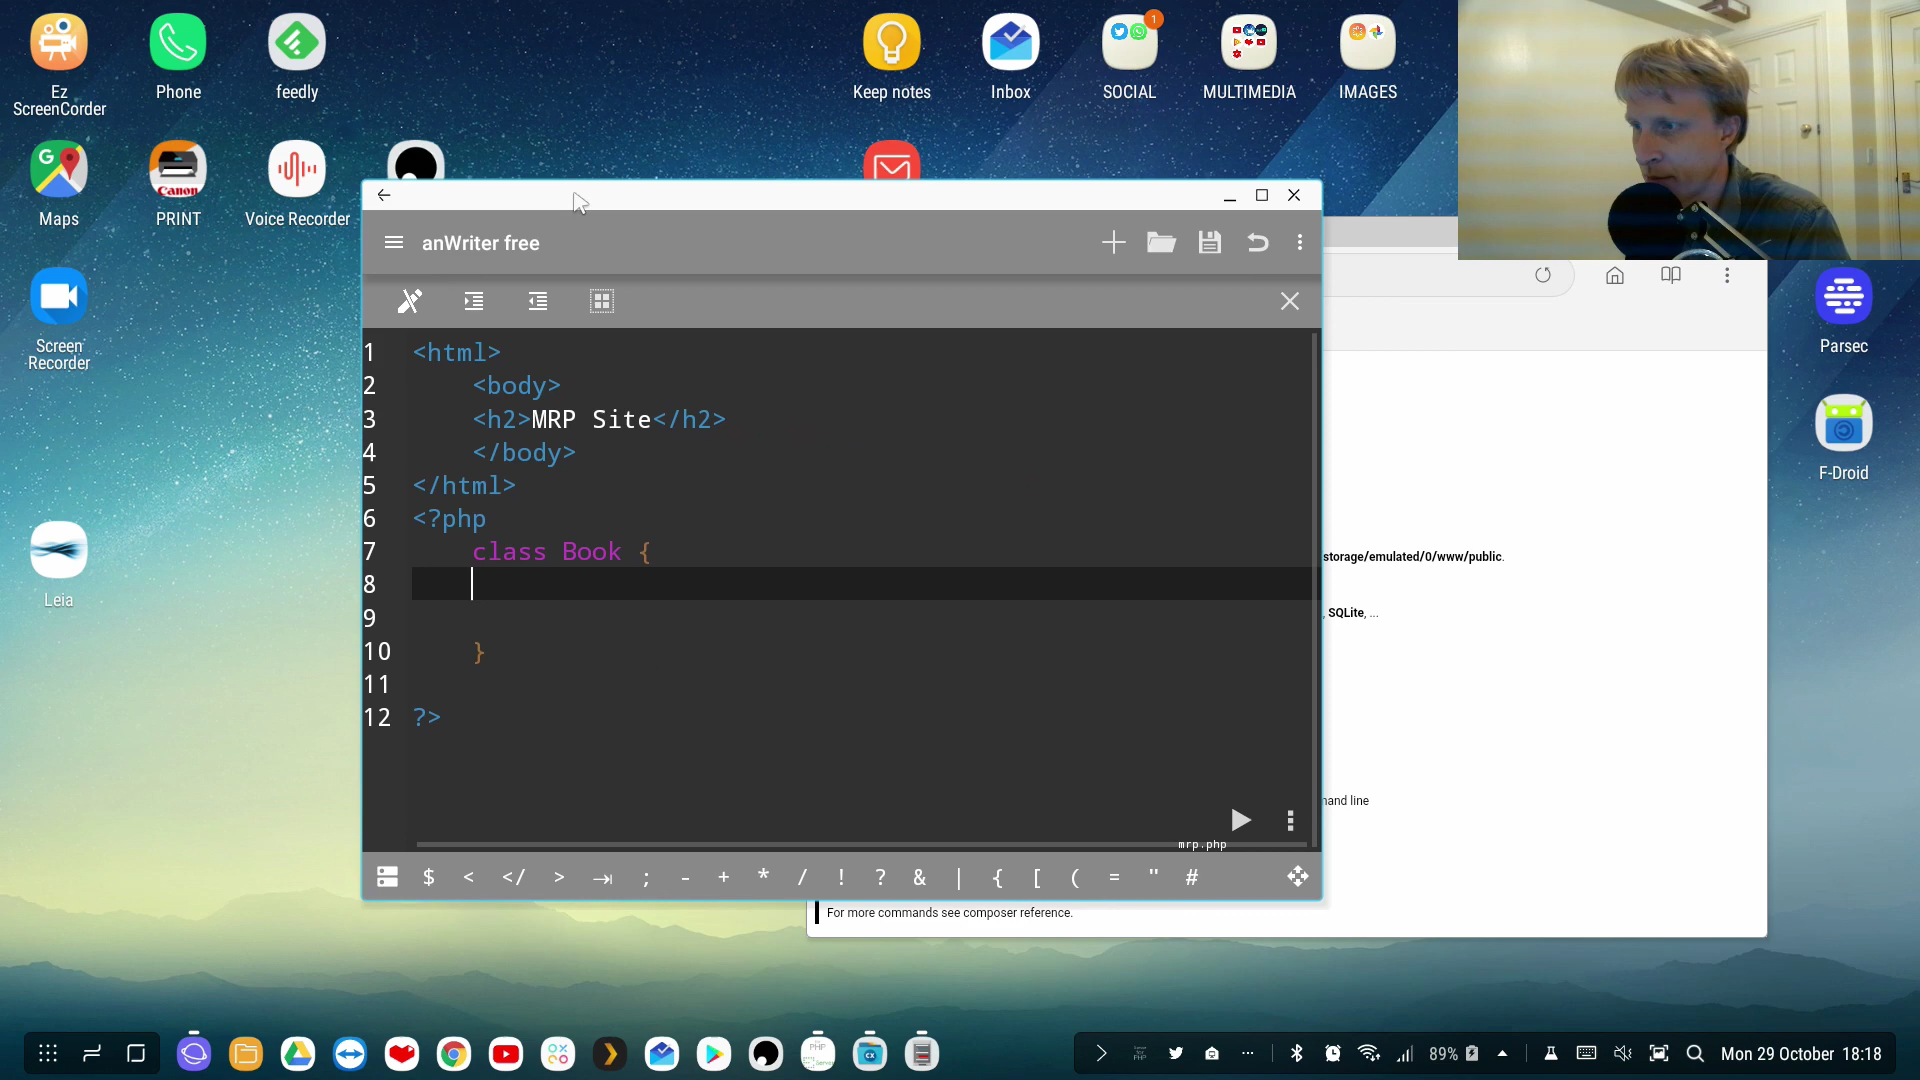 Ez ScreenCorder
Phone
feedly
Keep notes
Inbox
SOCIAL
1
MULTIMEDIA
IMAGES
Maps
Canon
PRINT
Voice Recorder
Screen Recorder
Leia
Parsec
F-Droid
anWriter free
1 <html>
2 <body>
3 <h2>MRP Site</h2>
4 </body>
5 </html>
6 <?php
7 class Book {
8
9
10 }
11
12 ?>
mrp.php
$ < </ > ⇥ ; - + * / ! ? & | { [ ( = " #
storage/emulated/0/www/public.
, SQLite, ...
mand line
For more commands see composer reference.
89%
Mon 29 October 18:18